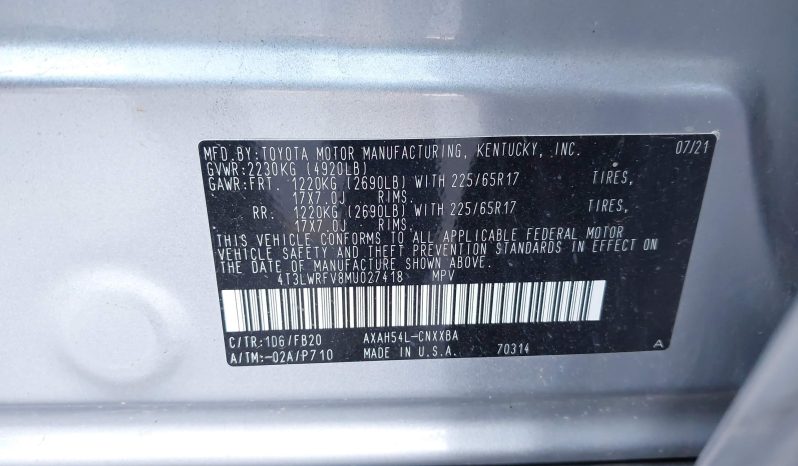 MFD.BY:TOYOTA MOTOR MANUFACTURING, KENTUCKY, INC. 07/21
GVWR:2230KG (4920LB)
GAWR:FRT. 1220KG (2690LB) WITH 225/65R17 TIRES,
17X7.0J RIMS.
RR: 1220KG (2690LB) WITH 225/65R17 TIRES,
17X7.0J RIMS.
THIS VEHICLE CONFORMS TO ALL APPLICABLE FEDERAL MOTOR
VEHICLE SAFETY AND THEFT PREVENTION STANDARDS IN EFFECT ON
THE DATE OF MANUFACTURE SHOWN ABOVE.
4T3LWRFV8MU027418 MPV
C/TR:1D6/FB20 AXAH54L-CNXXBA
A/TM:-02A/P710 MADE IN U.S.A. 70314 A